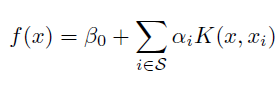 f(x) = β₀ + ∑_{i∈𝒮} α_i K(x, x_i)